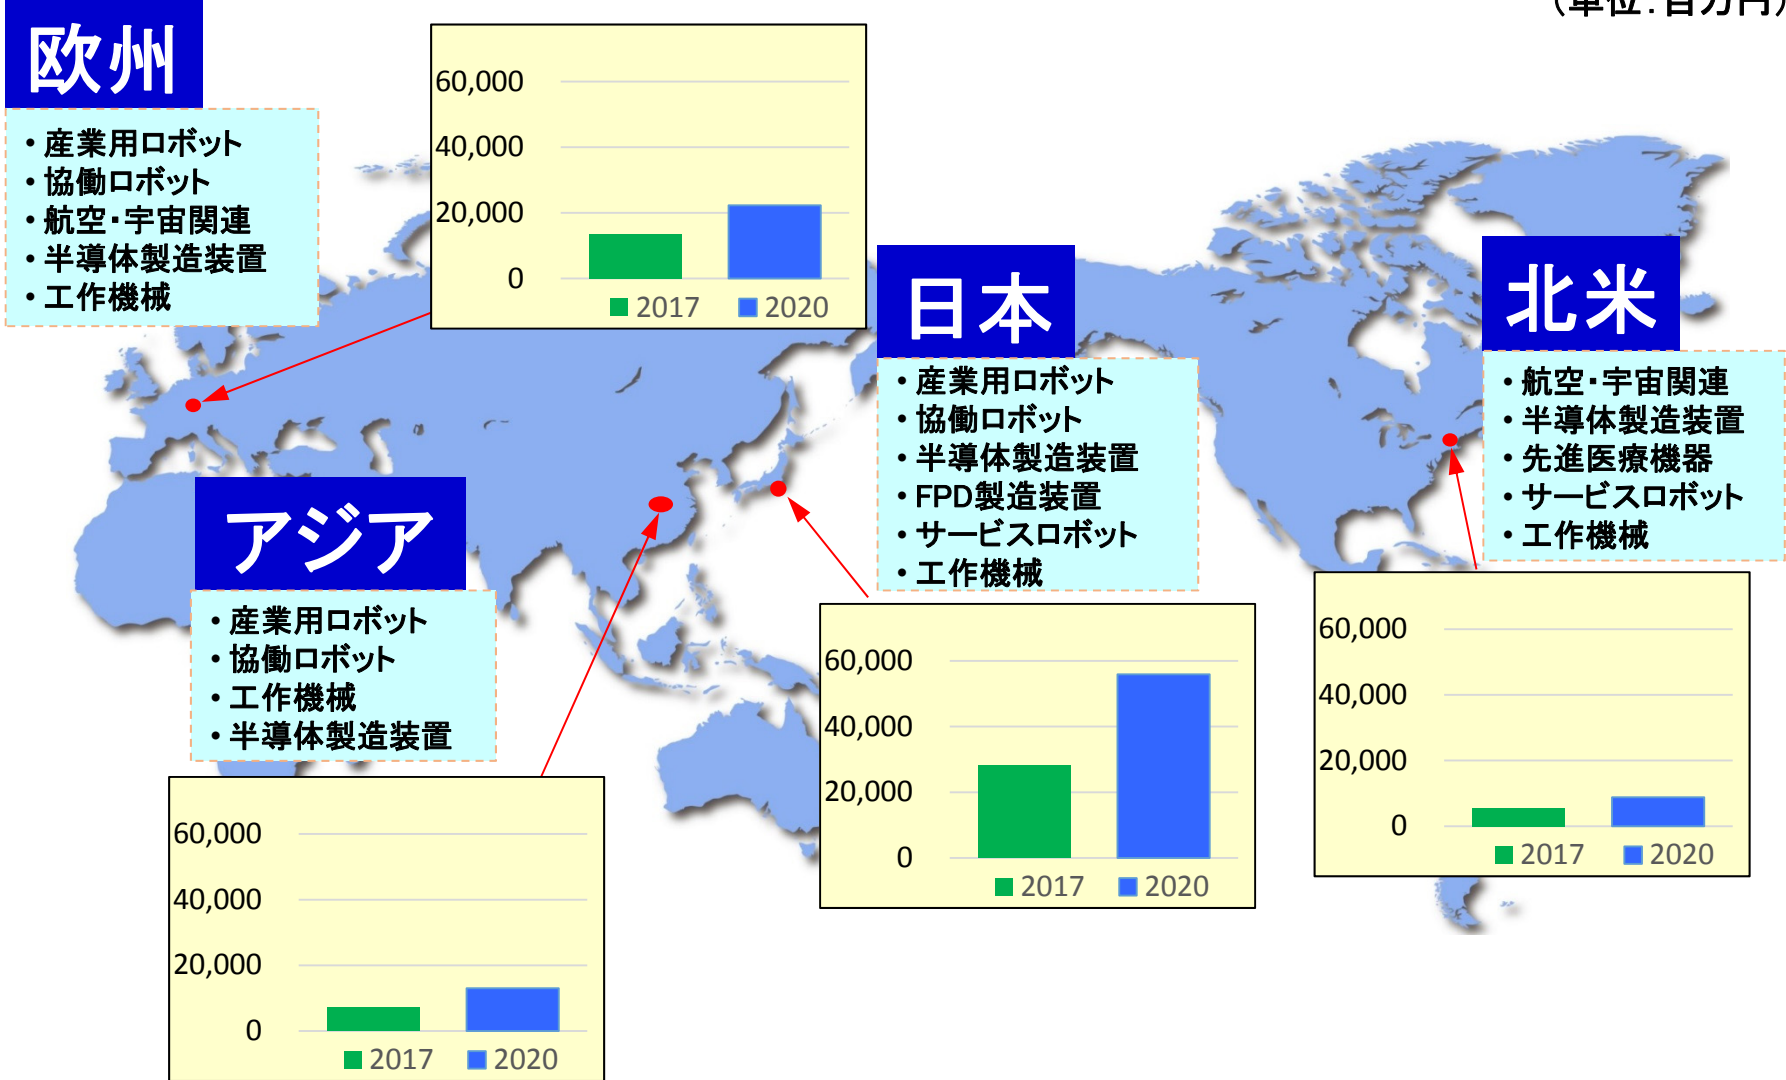 (単位:百万円)
欧州
・産業用ロボット
・協働ロボット
・航空・宇宙関連
・半導体製造装置
・工作機械
60,000
40,000
20,000
0
2017 2020
日本
・産業用ロボット
・協働ロボット
・半導体製造装置
・FPD製造装置
・サービスロボット
・工作機械
60,000
40,000
20,000
0
2017 2020
北米
・航空・宇宙関連
・半導体製造装置
・先進医療機器
・サービスロボット
・工作機械
60,000
40,000
20,000
0
2017 2020
アジア
・産業用ロボット
・協働ロボット
・工作機械
・半導体製造装置
60,000
40,000
20,000
0
2017 2020